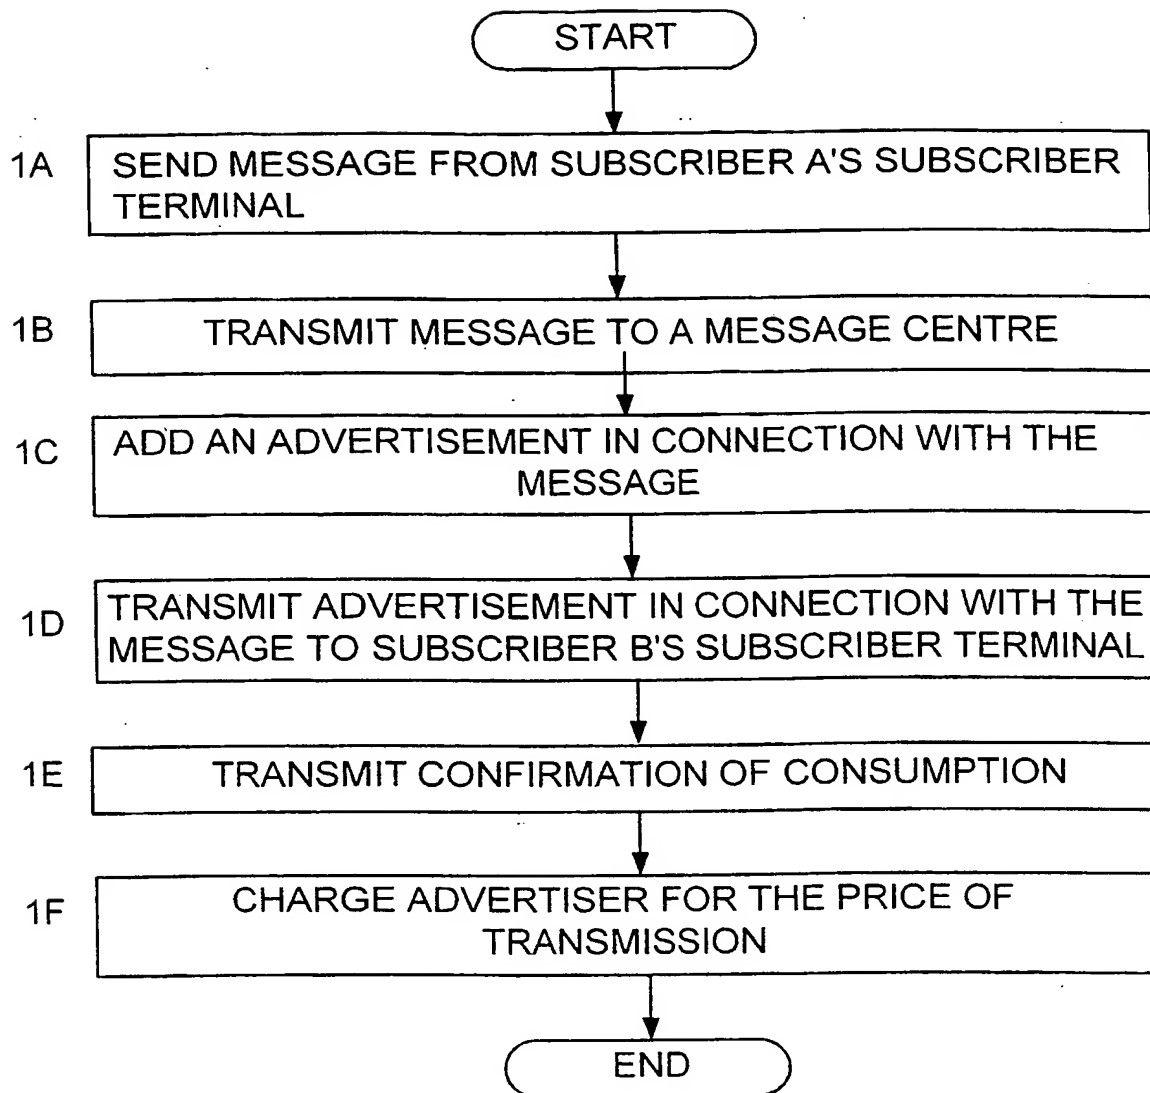 START
1A
SEND MESSAGE FROM SUBSCRIBER A'S SUBSCRIBER
TERMINAL
1B
TRANSMIT MESSAGE TO A MESSAGE CENTRE
1C
ADD AN ADVERTISEMENT IN CONNECTION WITH THE
MESSAGE
1D
TRANSMIT ADVERTISEMENT IN CONNECTION WITH THE
MESSAGE TO SUBSCRIBER B'S SUBSCRIBER TERMINAL
1E
TRANSMIT CONFIRMATION OF CONSUMPTION
1F
CHARGE ADVERTISER FOR THE PRICE OF
TRANSMISSION
END